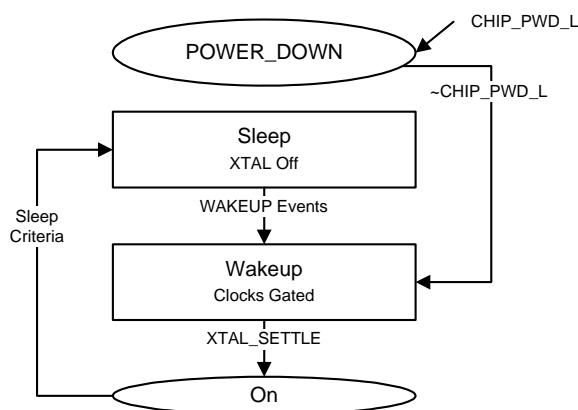 CHIP_PWD_L
POWER_DOWN
~CHIP_PWD_L
Sleep
XTAL Off
WAKEUP Events
Sleep
Criteria
Wakeup
Clocks Gated
XTAL_SETTLE
On